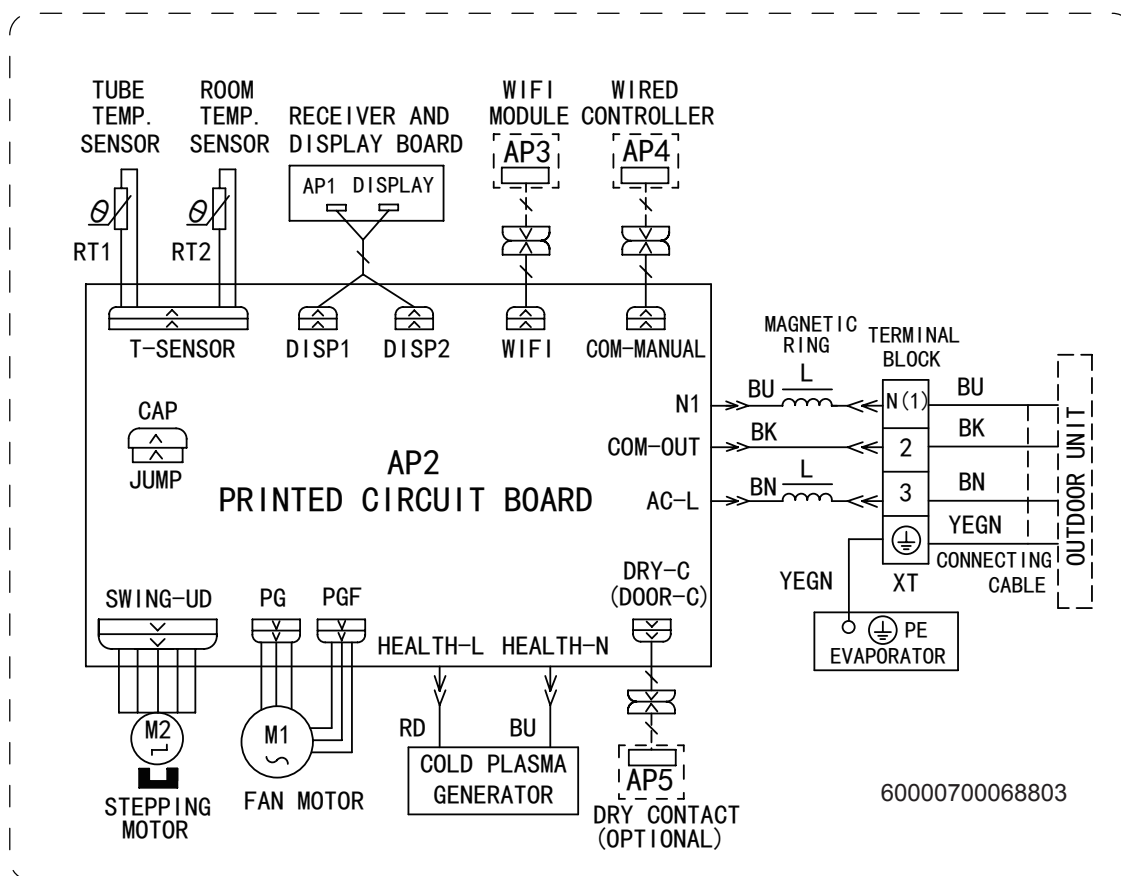 TUBE
TEMP.
SENSOR
ROOM
TEMP.
SENSOR
RECEIVER AND
DISPLAY BOARD
WIFI
MODULE
WIRED
CONTROLLER
AP1 DISPLAY
AP3
AP4
θ
RT1
θ
RT2
T-SENSOR
DISP1
DISP2
WIFI
COM-MANUAL
MAGNETIC
RING
TERMINAL
BLOCK
CAP
JUMP
AP2
PRINTED CIRCUIT BOARD
N1
BU
L
N(1)
BU
COM-OUT
BK
2
BK
AC-L
BN
L
3
BN
YEGN
XT
CONNECTING
CABLE
OUTDOOR UNIT
YEGN
PE
EVAPORATOR
SWING-UD
PG
PGF
HEALTH-L
HEALTH-N
DRY-C
(DOOR-C)
M2
STEPPING
MOTOR
M1
FAN MOTOR
RD
BU
COLD PLASMA
GENERATOR
AP5
DRY CONTACT
(OPTIONAL)
60000700068803